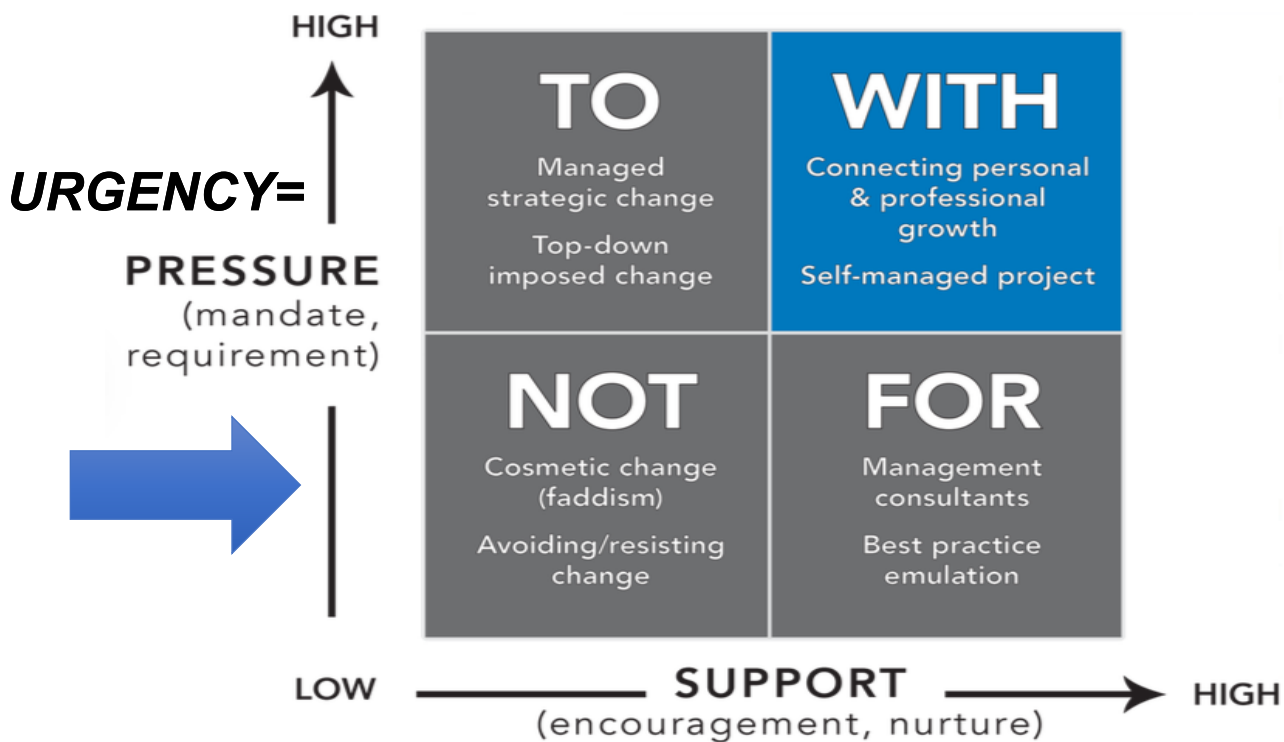 HIGH
URGENCY=
PRESSURE
(mandate,
requirement)
TO
Managed
strategic change
Top-down
imposed change
WITH
Connecting personal
& professional
growth
Self-managed project
NOT
Cosmetic change
(faddism)
Avoiding/resisting
change
FOR
Management
consultants
Best practice
emulation
LOW
SUPPORT
(encouragement, nurture)
HIGH